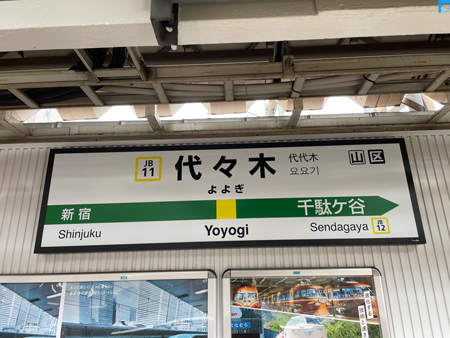 JB
11
代々木
よよぎ
代代木
요요기
山区
新宿
Shinjuku
Yoyogi
千駄ケ谷
Sendagaya
JB
12